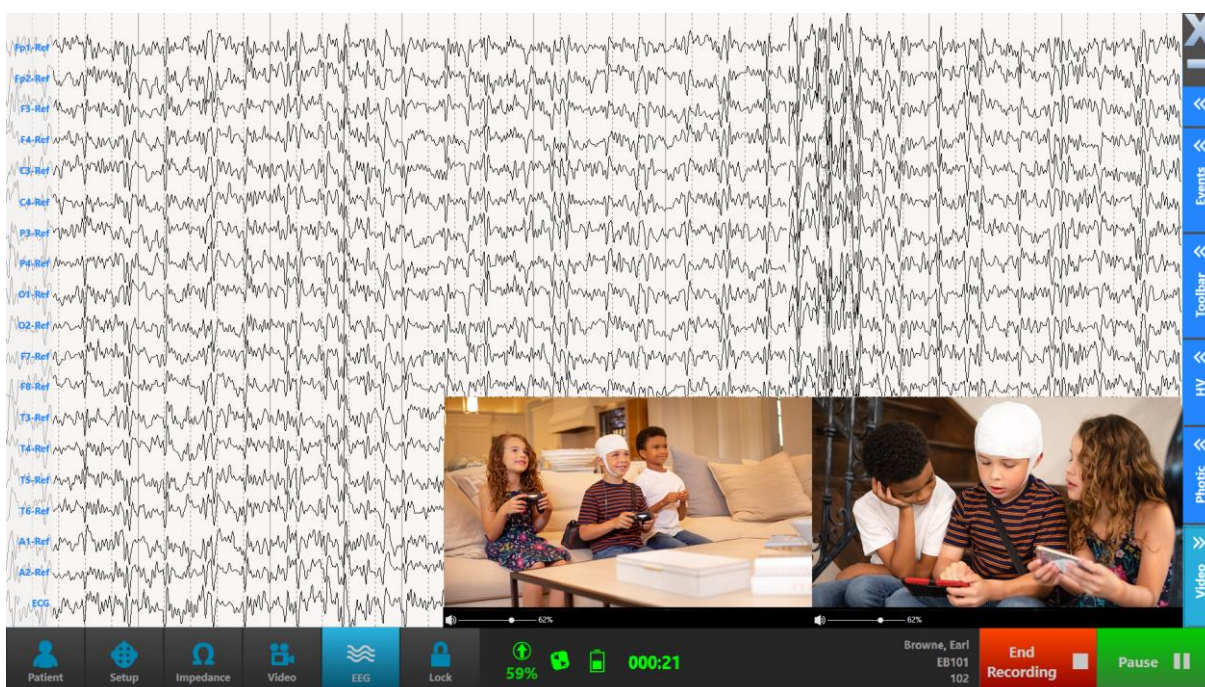 Fp1-Ref
Fp2-Ref
F3-Ref
F4-Ref
C3-Ref
C4-Ref
P3-Ref
P4-Ref
O1-Ref
O2-Ref
F7-Ref
F8-Ref
T3-Ref
T4-Ref
T5-Ref
T6-Ref
A1-Ref
A2-Ref
ECG
62%
62%
X
Events
Toolbar
HV
Photic
Video
Patient
Setup
Impedance
Video
EEG
Lock
59%
000:21
Browne, Earl
EB101
102
End
Recording
Pause